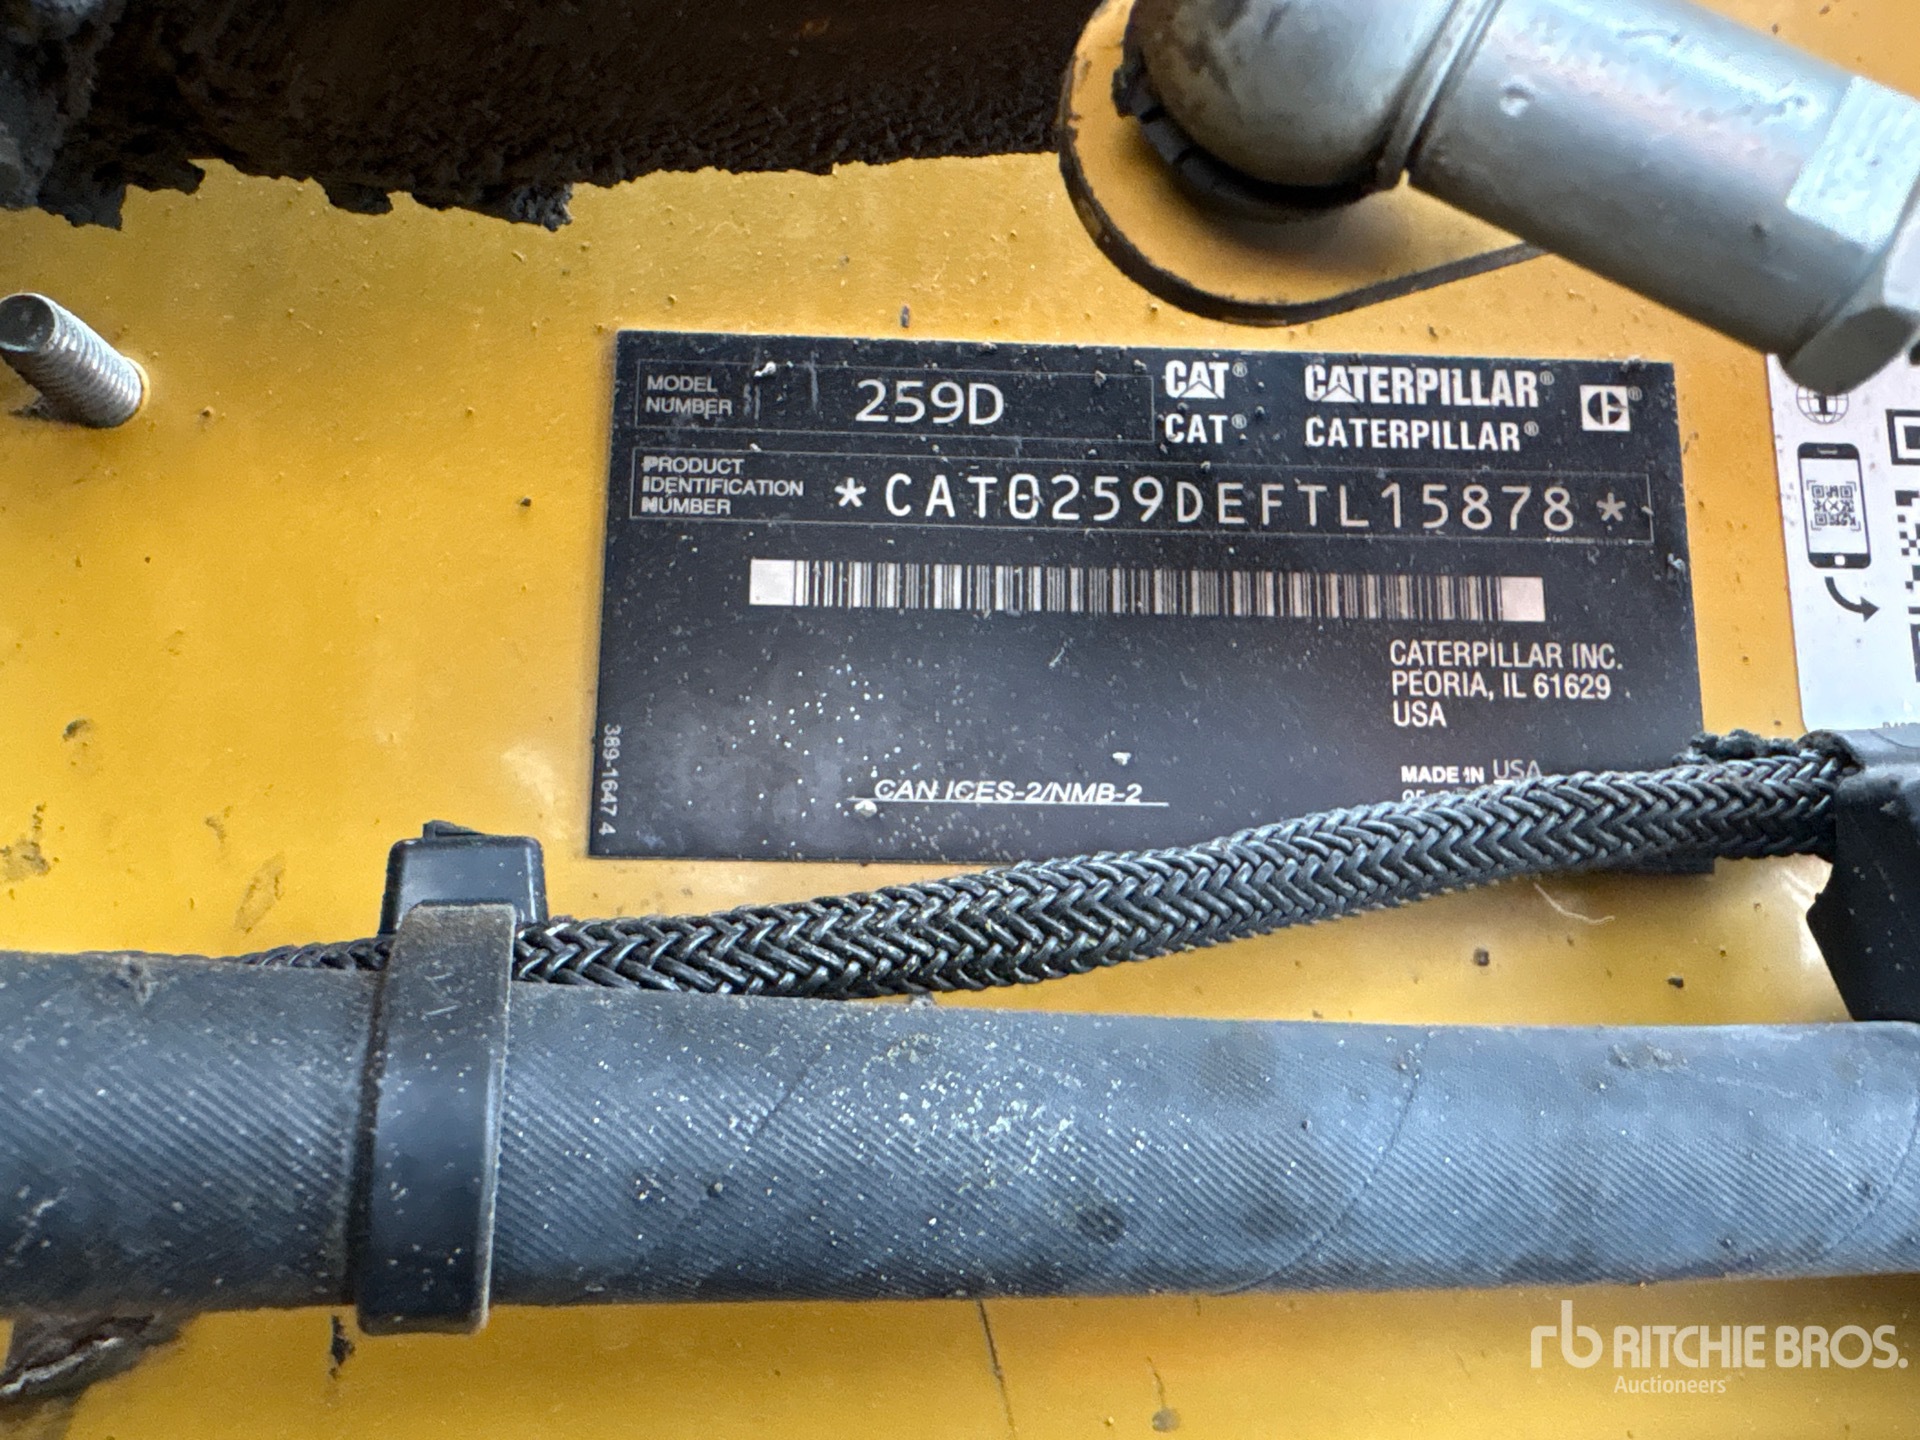 MODEL
NUMBER
259D
CAT® CATERPILLAR®
CAT® CATERPILLAR®
PRODUCT
IDENTIFICATION
NUMBER
*CAT0259DEFTL15878*
CATERPILLAR INC.
PEORIA, IL 61629
USA
MADE IN USA
CAN ICES-2/NMB-2
389-1647 4
rb RITCHIE BROS.
Auctioneers